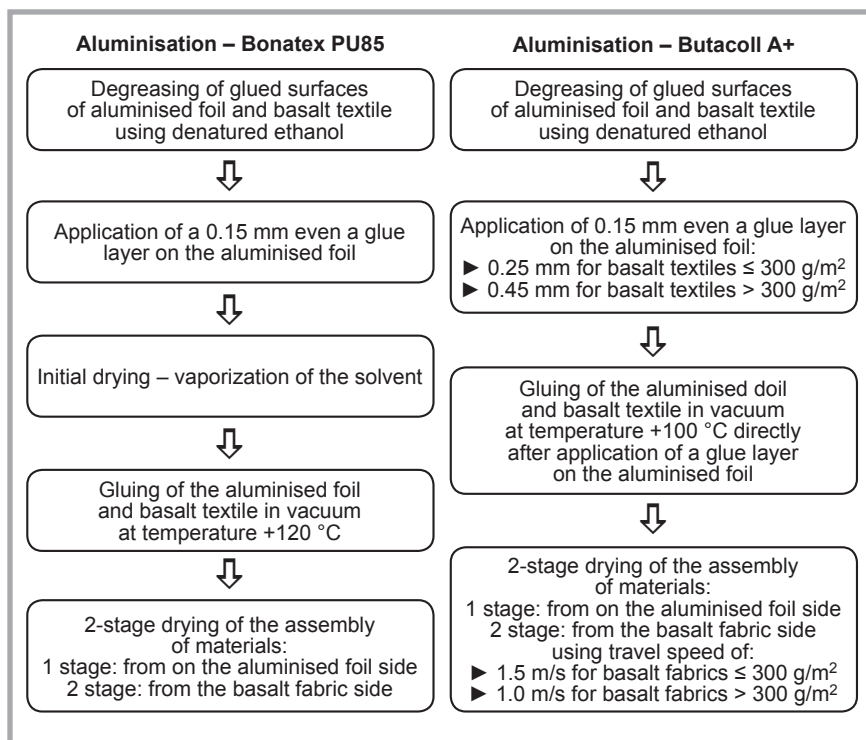 Aluminisation – Bonatex PU85
Degreasing of glued surfaces
of aluminised foil and basalt textile
using denatured ethanol
Application of a 0.15 mm even a glue
layer on the aluminised foil
Initial drying – vaporization of the solvent
Gluing of the aluminised foil
and basalt textile in vacuum
at temperature +120 °C
2-stage drying of the assembly
of materials:
1 stage: from on the aluminised foil side
2 stage: from the basalt fabric side
Aluminisation – Butacoll A+
Degreasing of glued surfaces
of aluminised foil and basalt textile
using denatured ethanol
Application of 0.15 mm even a glue layer
on the aluminised foil:
► 0.25 mm for basalt textiles ≤ 300 g/m²
► 0.45 mm for basalt textiles > 300 g/m²
Gluing of the aluminised doil
and basalt textile in vacuum
at temperature +100 °C directly
after application of a glue layer
on the aluminised foil
2-stage drying of the assembly
of materials:
1 stage: from on the aluminised foil side
2 stage: from the basalt fabric side
using travel speed of:
► 1.5 m/s for basalt fabrics ≤ 300 g/m²
► 1.0 m/s for basalt fabrics > 300 g/m²